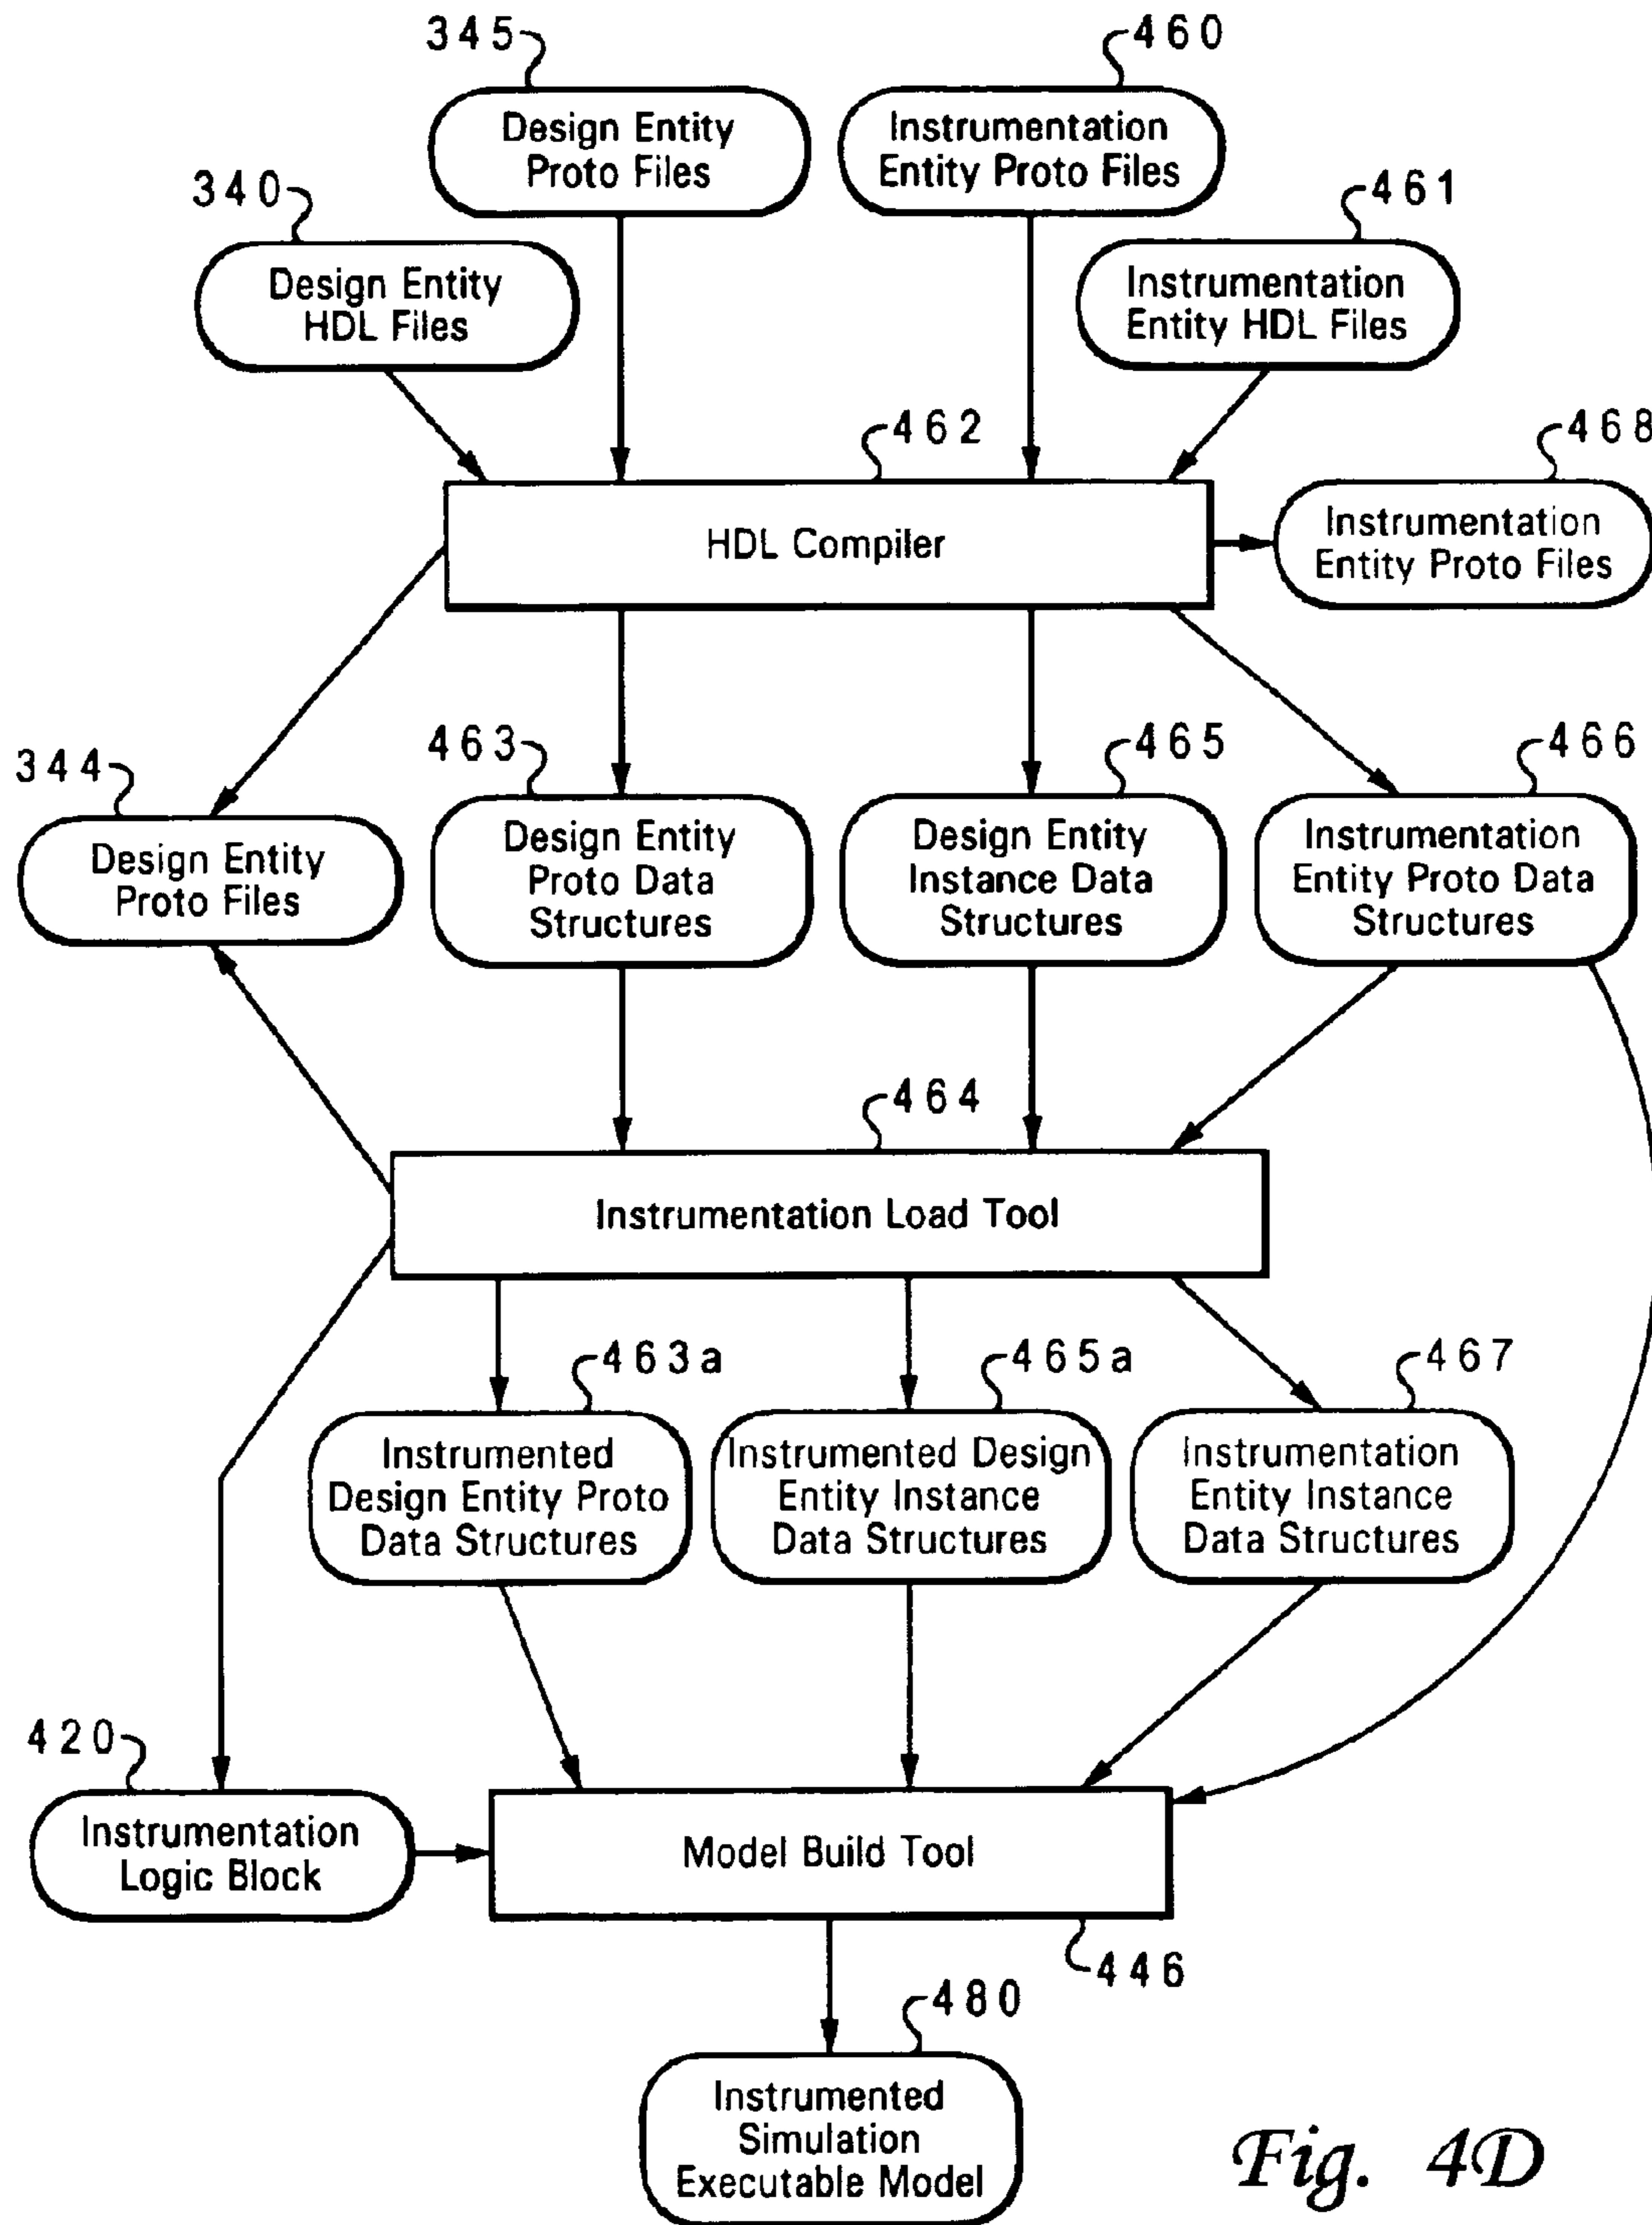 345
460
Design Entity
Proto Files
Instrumentation
Entity Proto Files
340
461
Design Entity
HDL Files
Instrumentation
Entity HDL Files
462
468
HDL Compiler
Instrumentation
Entity Proto Files
344
463
465
466
Design Entity
Proto Files
Design Entity
Proto Data
Structures
Design Entity
Instance Data
Structures
Instrumentation
Entity Proto Data
Structures
464
Instrumentation Load Tool
463a
465a
467
Instrumented
Design Entity Proto
Data Structures
Instrumented Design
Entity Instance
Data Structures
Instrumentation
Entity Instance
Data Structures
420
Instrumentation
Logic Block
Model Build Tool
446
480
Instrumented
Simulation
Executable Model
Fig. 4D